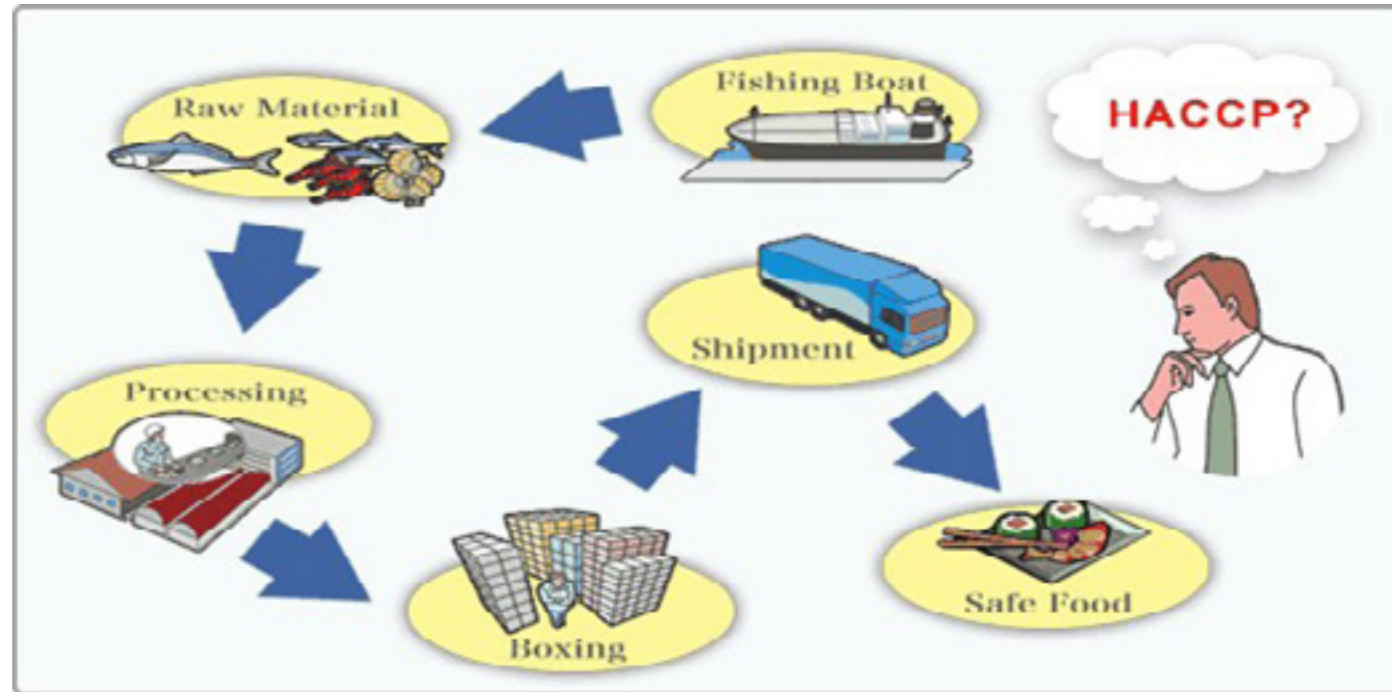 Fishing Boat
Raw Material
HACCP?
Shipment
Processing
Safe Food
Boxing